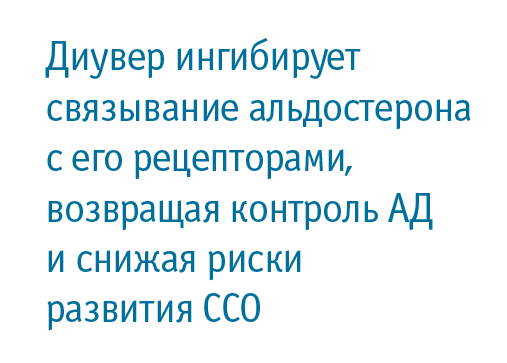 Диувер ингибирует
связывание альдостерона
с его рецепторами,
возвращая контроль АД
и снижая риски
развития ССО